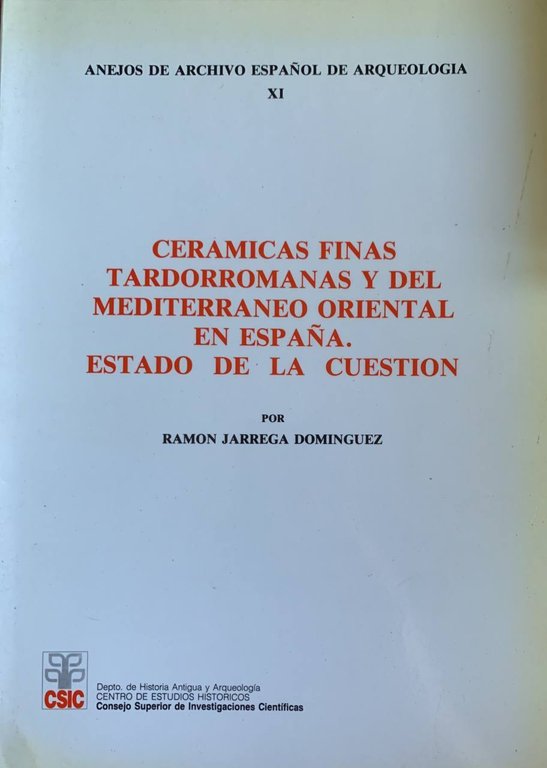 ANEJOS DE ARCHIVO ESPAÑOL DE ARQUEOLOGIA
XI
CERAMICAS FINAS
TARDORROMANAS Y DEL
MEDITERRANEO ORIENTAL
EN ESPAÑA.
ESTADO DE LA CUESTION
POR
RAMON JARREGA DOMINGUEZ
CSIC
Depto. de Historia Antigua y Arqueología
CENTRO DE ESTUDIOS HISTORICOS
Consejo Superior de Investigaciones Científicas